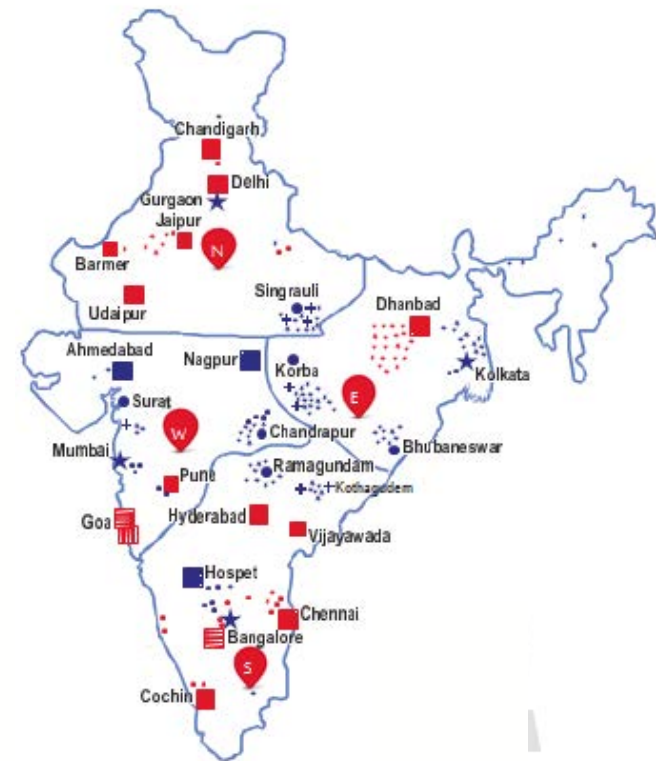 Chandigarh
Delhi
Gurgaon
Jaipur
N
Barmer
Udaipur
Singrauli
Dhanbad
Ahmedabad
Nagpur
Korba
Kolkata
Surat
E
W
Chandrapur
Bhubaneswar
Mumbai
Ramagundam
Pune
Kothagudem
Goa
Hyderabad
Vijayawada
Hospet
Chennai
Bangalore
S
Cochin